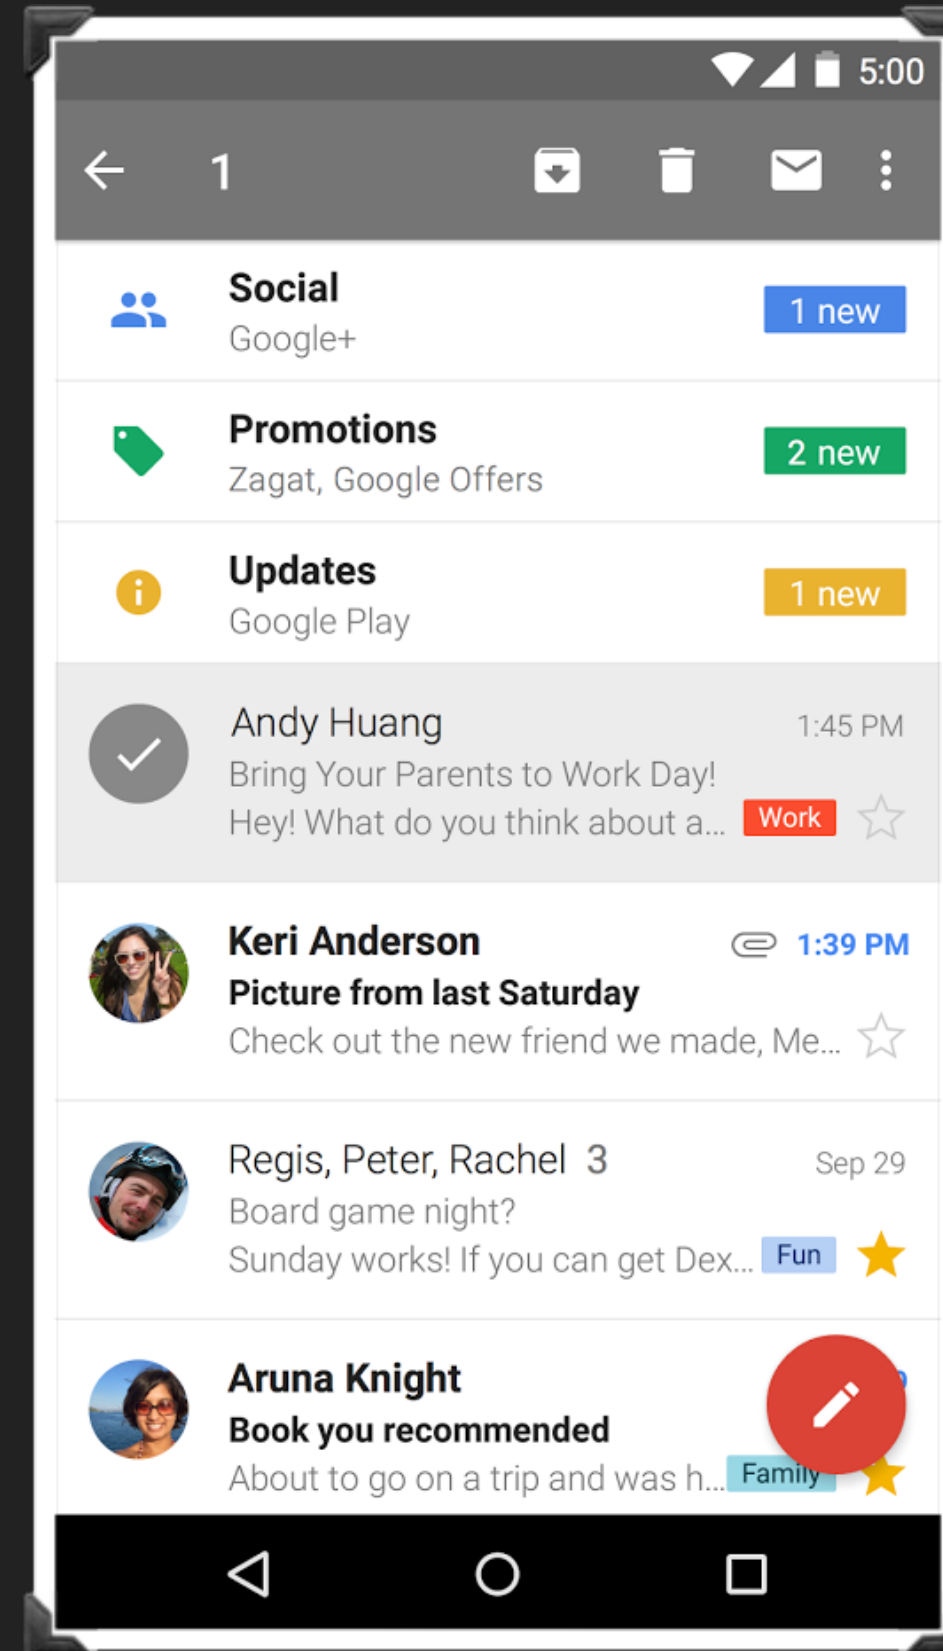 5:00
1
Social
1 new
Google+
Promotions
2 new
Zagat, Google Offers
Updates
1 new
Google Play
Andy Huang
1:45 PM
Bring Your Parents to Work Day!
Hey! What do you think about a... Work
Keri Anderson
1:39 PM
Picture from last Saturday
Check out the new friend we made, Me...
Regis, Peter, Rachel 3
Sep 29
Board game night?
Sunday works! If you can get Dex... Fun
Aruna Knight
Book you recommended
About to go on a trip and was h... Family